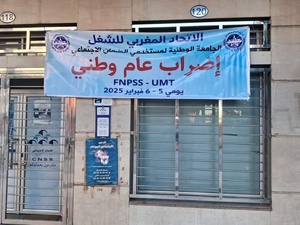 118
120
الاتحاد المغربي للشغل
الجامعة الوطنية لمستخدمي الضمان الاجتماعي
إضراب عام وطني
FNPSS - UMT
يومي 5 - 6 فبراير 2025
CNSS